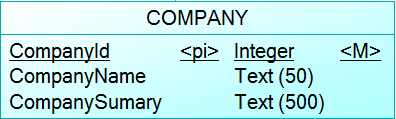 COMPANY
CompanyId <pi> Integer <M>
CompanyName Text (50)
CompanySumary Text (500)